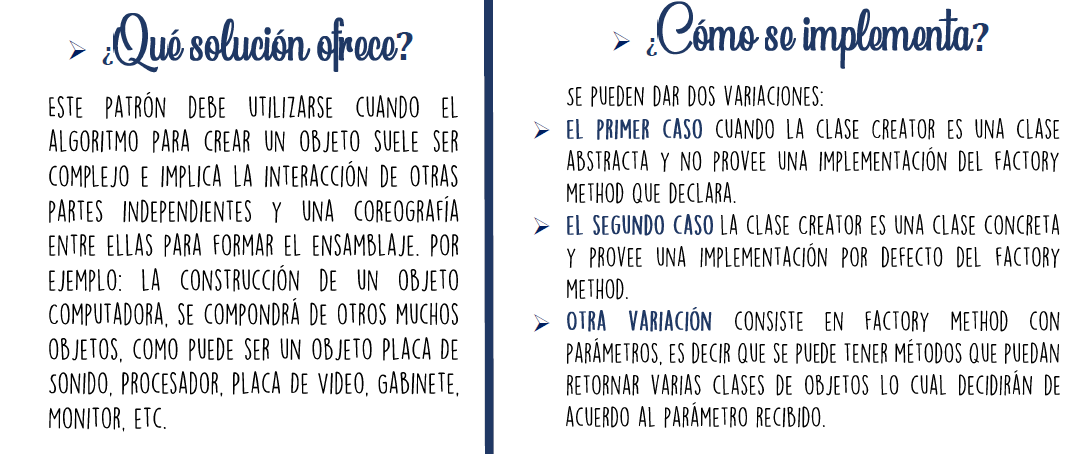 ¿Qué solución ofrece?
ESTE PATRÓN DEBE UTILIZARSE CUANDO EL
ALGORITMO PARA CREAR UN OBJETO SUELE SER
COMPLEJO E IMPLICA LA INTERACCIÓN DE OTRAS
PARTES INDEPENDIENTES Y UNA COREOGRAFÍA
ENTRE ELLAS PARA FORMAR EL ENSAMBLAJE. POR
EJEMPLO: LA CONSTRUCCIÓN DE UN OBJETO
COMPUTADORA, SE COMPONDRÁ DE OTROS MUCHOS
OBJETOS, COMO PUEDE SER UN OBJETO PLACA DE
SONIDO, PROCESADOR, PLACA DE VIDEO, GABINETE,
MONITOR, ETC.
¿Cómo se implementa?
SE PUEDEN DAR DOS VARIACIONES:
EL PRIMER CASO CUANDO LA CLASE CREATOR ES UNA CLASE
ABSTRACTA Y NO PROVEE UNA IMPLEMENTACIÓN DEL FACTORY
METHOD QUE DECLARA.
EL SEGUNDO CASO LA CLASE CREATOR ES UNA CLASE CONCRETA
Y PROVEE UNA IMPLEMENTACIÓN POR DEFECTO DEL FACTORY
METHOD.
OTRA VARIACIÓN CONSISTE EN FACTORY METHOD CON
PARÁMETROS, ES DECIR QUE SE PUEDE TENER MÉTODOS QUE PUEDAN
RETORNAR VARIAS CLASES DE OBJETOS LO CUAL DECIDIRÁN DE
ACUERDO AL PARÁMETRO RECIBIDO.